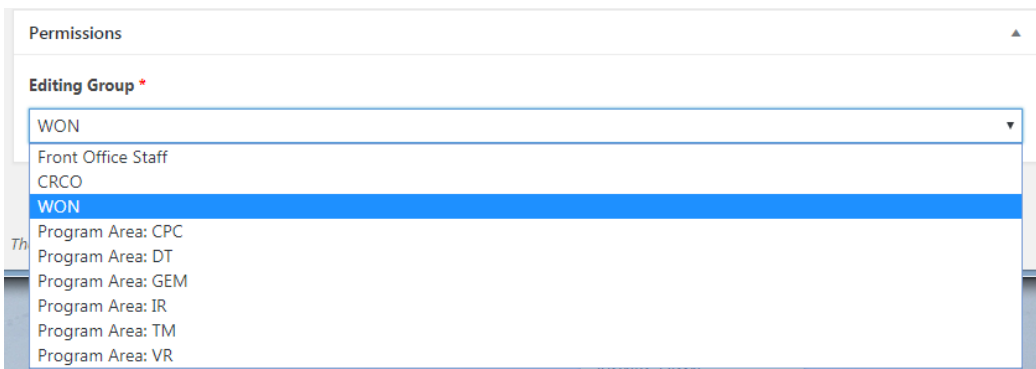 Permissions
Editing Group *
WON
Front Office Staff
CRCO
WON
Program Area: CPC
Program Area: DT
Program Area: GEM
Program Area: IR
Program Area: TM
Program Area: VR